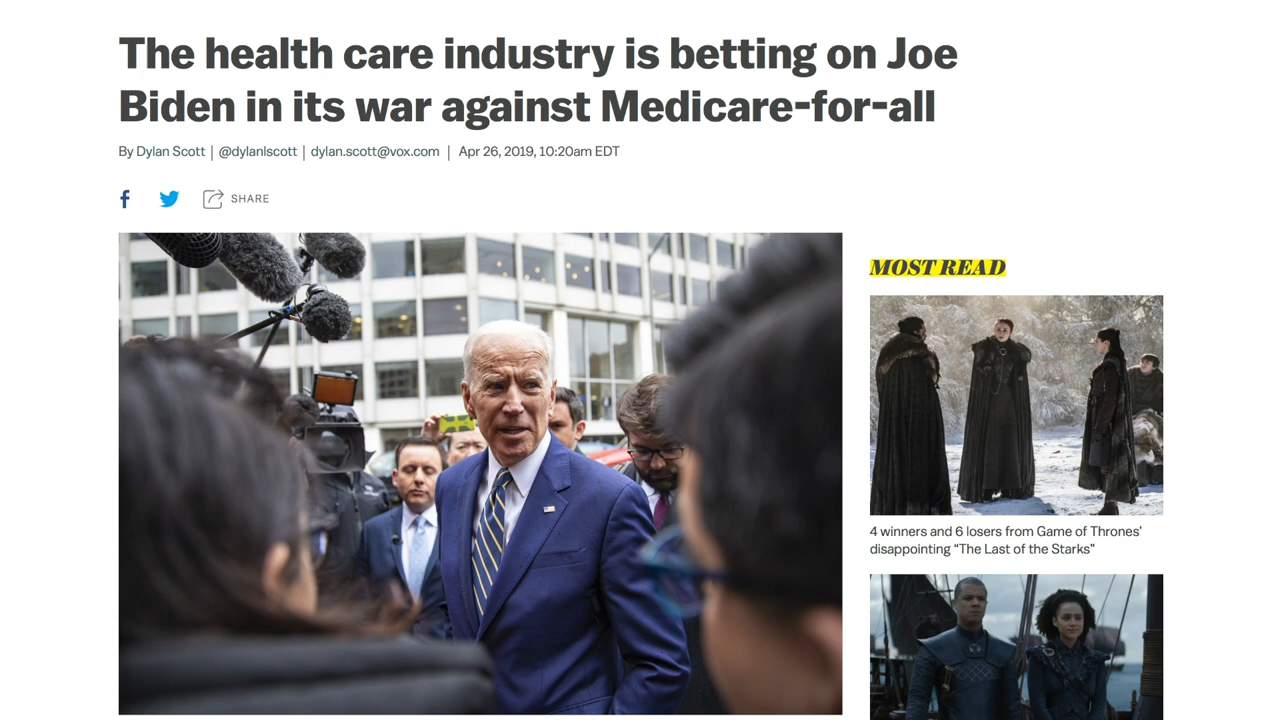 The health care industry is betting on Joe
Biden in its war against Medicare-for-all
By Dylan Scott | @dylanlscott | dylan.scott@vox.com | Apr 26, 2019, 10:20am EDT
SHARE
MOST READ
4 winners and 6 losers from Game of Thrones’
disappointing “The Last of the Starks”